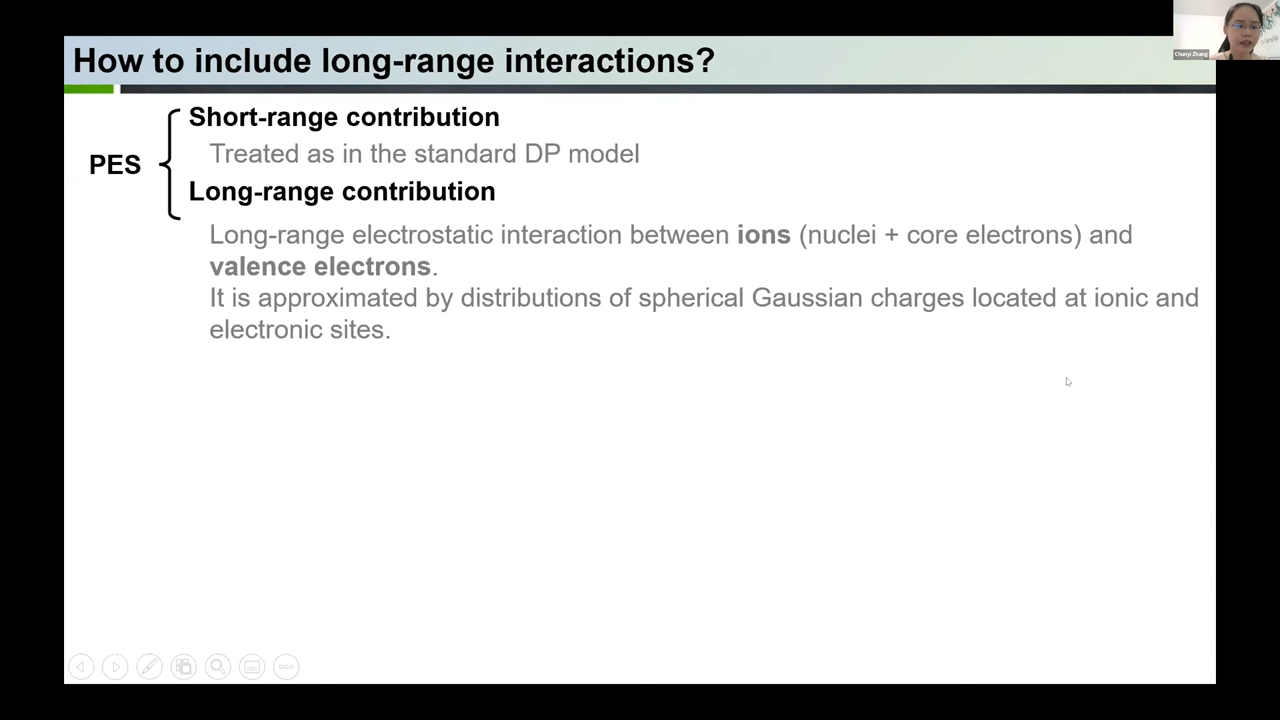 How to include long-range interactions?
Chunyi Zhang
Short-range contribution
Treated as in the standard DP model
PES
Long-range contribution
Long-range electrostatic interaction between ions (nuclei + core electrons) and
valence electrons.
It is approximated by distributions of spherical Gaussian charges located at ionic and
electronic sites.